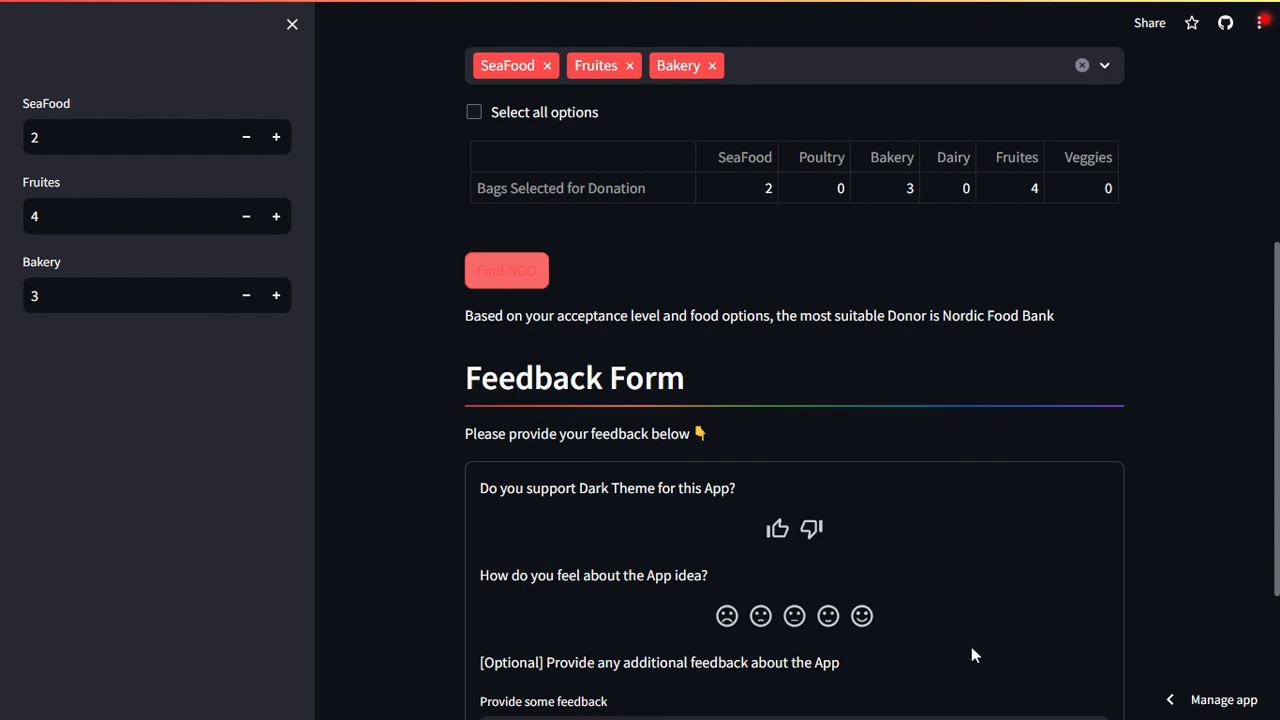 Share
SeaFood
2
Fruites
4
Bakery
3
SeaFood Fruites Bakery
Select all options
SeaFood Poultry Bakery Dairy Fruites Veggies
Bags Selected for Donation 2 0 3 0 4 0
Find NGO
Based on your acceptance level and food options, the most suitable Donor is Nordic Food Bank
Feedback Form
Please provide your feedback below 👇
Do you support Dark Theme for this App?
How do you feel about the App idea?
[Optional] Provide any additional feedback about the App
Provide some feedback
Manage app